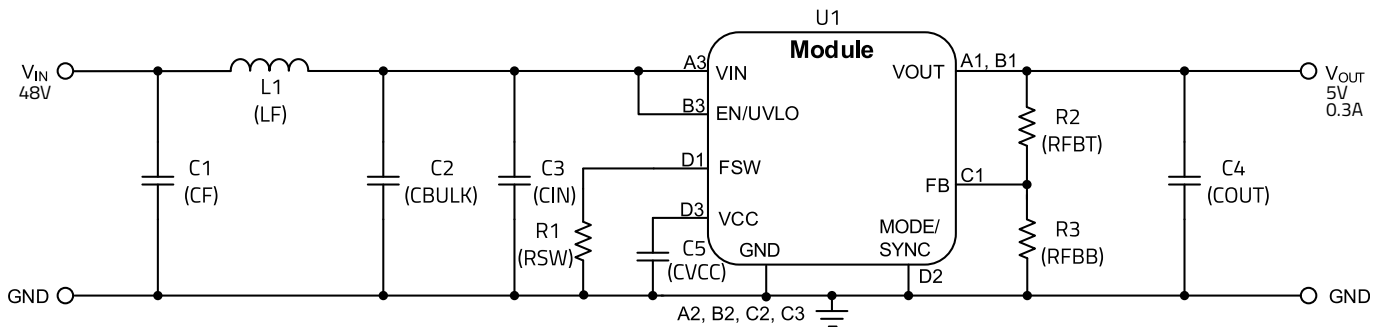 U1
Module
VIN
48V
L1
(LF)
A3
VIN
VOUT
A1, B1
VOUT
5V
0.3A
B3
EN/UVLO
R2
(RFBT)
C1
(CF)
C2
(CBULK)
C3
(CIN)
D1
FSW
FB
C1
C4
(COUT)
R1
(RSW)
D3
VCC
C5
(CVCC)
GND
MODE/
SYNC
D2
R3
(RFBB)
GND
A2, B2, C2, C3
GND